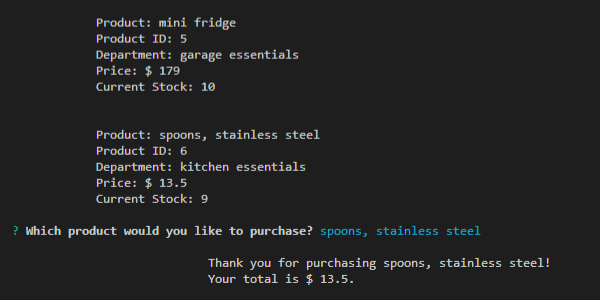 Product: mini fridge
Product ID: 5
Department: garage essentials
Price: $ 179
Current Stock: 10
Product: spoons, stainless steel
Product ID: 6
Department: kitchen essentials
Price: $ 13.5
Current Stock: 9
? Which product would you like to purchase? spoons, stainless steel
Thank you for purchasing spoons, stainless steel!
Your total is $ 13.5.